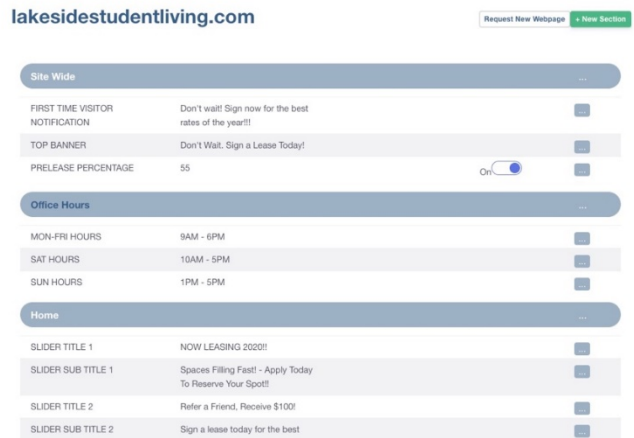 lakesidestudentliving.com
Request New Webpage
+ New Section
Site Wide
...
FIRST TIME VISITOR
NOTIFICATION
Don't wait! Sign now for the best
rates of the year!!!
...
TOP BANNER
Don't Wait. Sign a Lease Today!
...
PRELEASE PERCENTAGE
55
On
...
Office Hours
...
MON-FRI HOURS
9AM - 6PM
...
SAT HOURS
10AM - 5PM
...
SUN HOURS
1PM - 5PM
...
Home
...
SLIDER TITLE 1
NOW LEASING 2020!!
...
SLIDER SUB TITLE 1
Spaces Filling Fast! - Apply Today
To Reserve Your Spot!!
...
SLIDER TITLE 2
Refer a Friend, Receive $100!
...
SLIDER SUB TITLE 2
Sign a lease today for the best
...